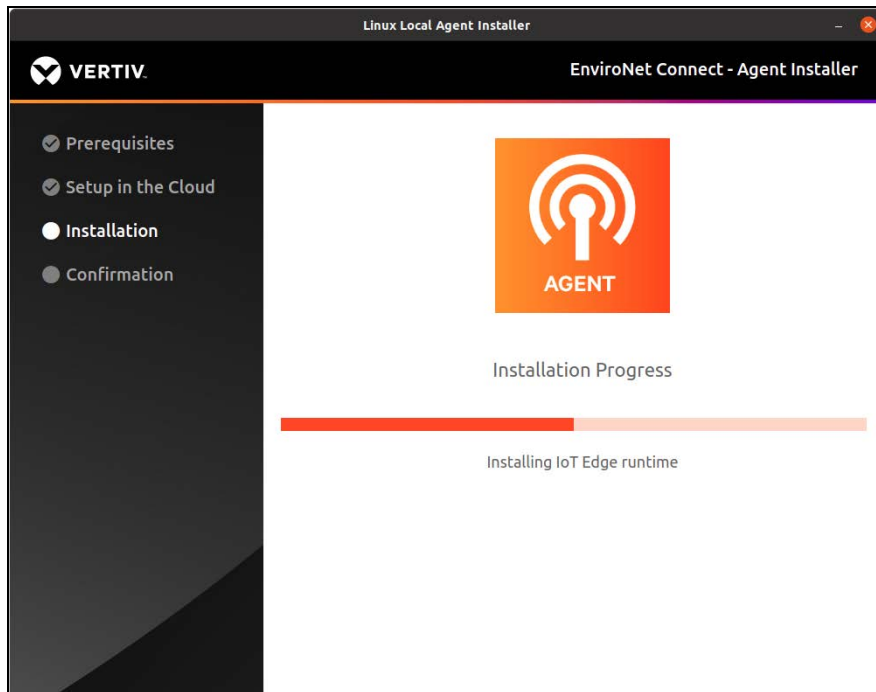 Linux Local Agent Installer
VERTIV.
EnviroNet Connect - Agent Installer
Prerequisites
Setup in the Cloud
Installation
Confirmation
AGENT
Installation Progress
Installing IoT Edge runtime